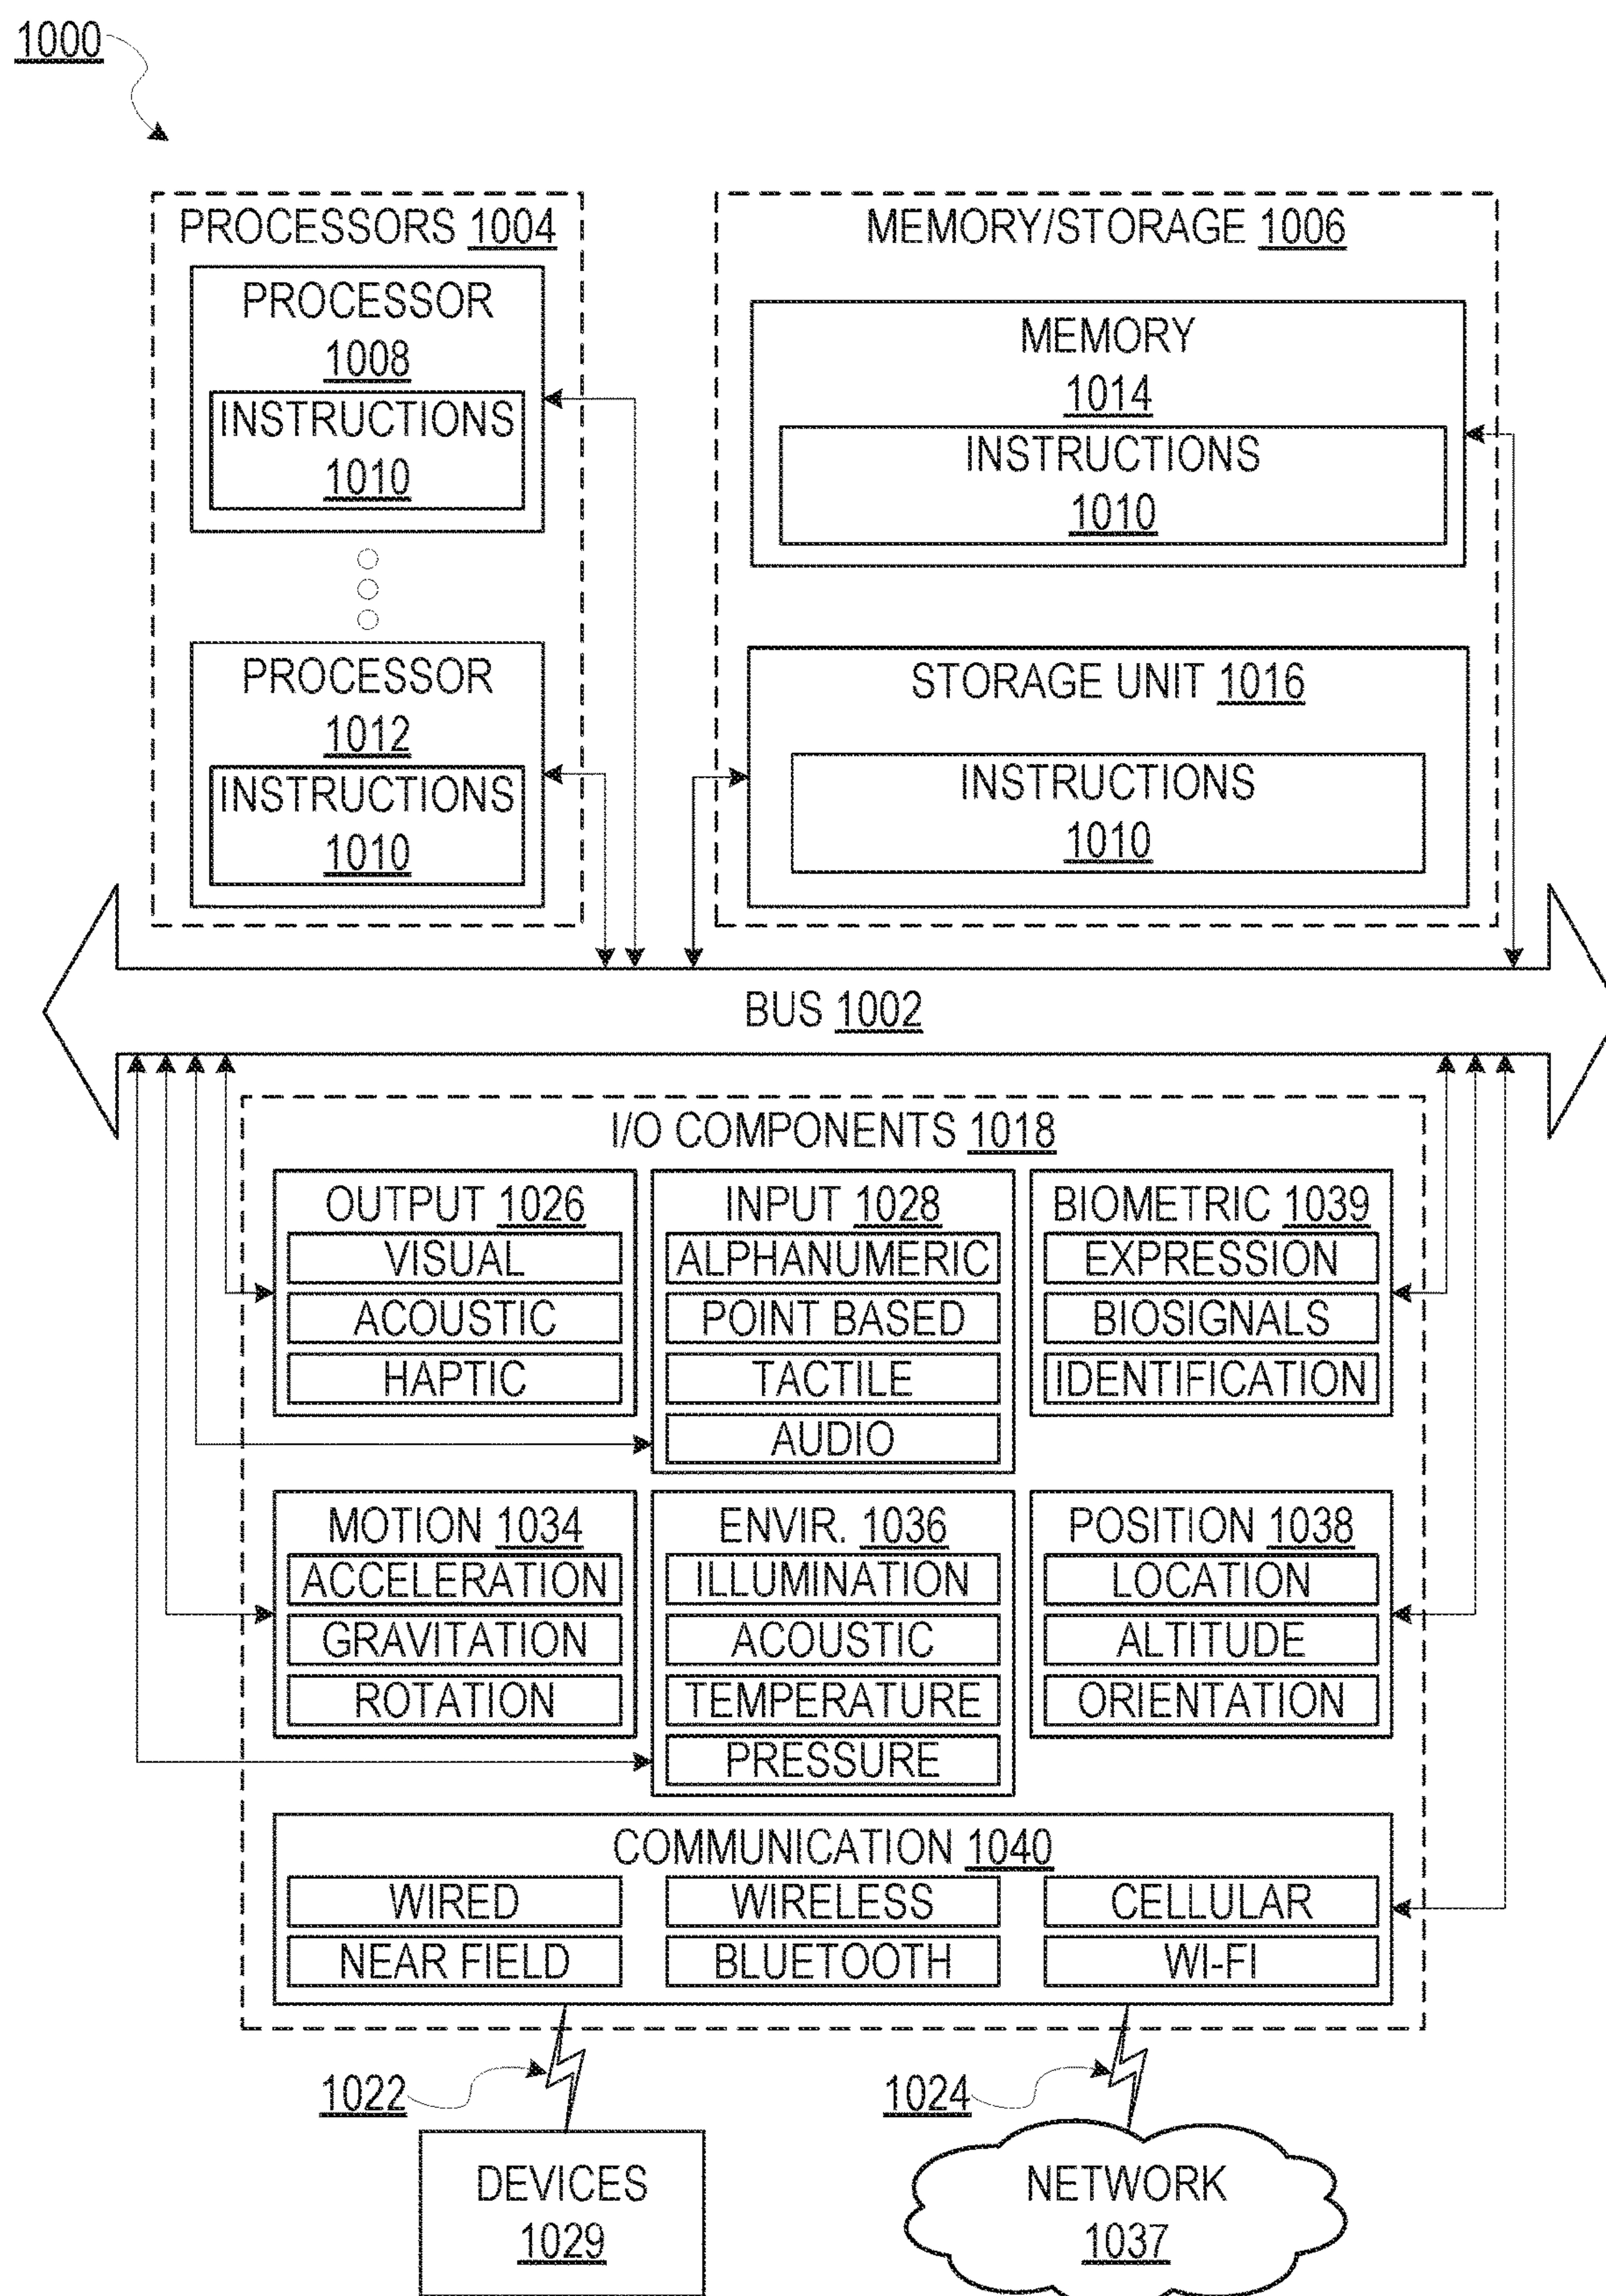 1000
PROCESSORS 1004
PROCESSOR
1008
INSTRUCTIONS
1010
PROCESSOR
1012
INSTRUCTIONS
1010
MEMORY/STORAGE 1006
MEMORY
1014
INSTRUCTIONS
1010
STORAGE UNIT 1016
INSTRUCTIONS
1010
BUS 1002
I/O COMPONENTS 1018
OUTPUT 1026
VISUAL
ACOUSTIC
HAPTIC
INPUT 1028
ALPHANUMERIC
POINT BASED
TACTILE
AUDIO
BIOMETRIC 1039
EXPRESSION
BIOSIGNALS
IDENTIFICATION
MOTION 1034
ACCELERATION
GRAVITATION
ROTATION
ENVIR. 1036
ILLUMINATION
ACOUSTIC
TEMPERATURE
PRESSURE
POSITION 1038
LOCATION
ALTITUDE
ORIENTATION
COMMUNICATION 1040
WIRED
WIRELESS
CELLULAR
NEAR FIELD
BLUETOOTH
WI-FI
1022
1024
DEVICES
1029
NETWORK
1037